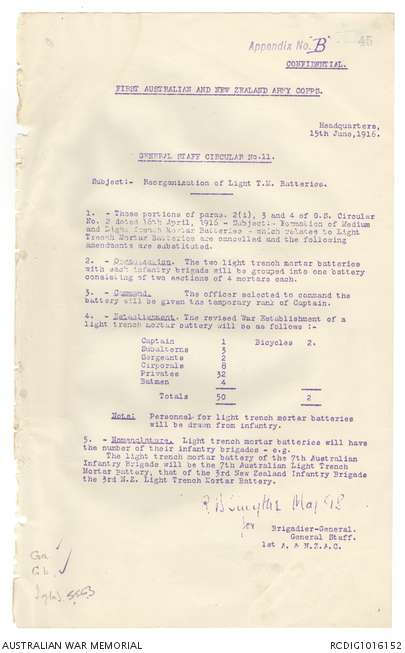 Appendix No. "B"
45
CONFIDENTIAL.
FIRST AUSTRALIAN AND NEW ZEALAND ARMY CORPS.
Headquarters,
15th June, 1916.
GENERAL STAFF CIRCULAR No.11.
Subject:- Reorganization of Light T.M. Batteries.
1. - Those portions of paras. 2(i), 3 and 4 of G.S. Circular
No. 2 dated 16th April, 1916 - Subject:- Formation of Medium
and Light Trench Mortar Batteries - which relates to Light
Trench Mortar Batteries are cancelled and the following
amendments are substituted.
2. - Organization. The two light trench mortar batteries
with each infantry brigade will be grouped into one battery
consisting of two sections of 4 mortars each.
3. - Command. The officer selected to command the
battery will be given the temporary rank of Captain.
4. - Establishment. The revised War Establishment of a
light trench mortar battery will be as follows :-
Captain 1 Bicycles 2.
Subalterns 3
Sergeants 2
Corporals 8
Privates 32
Batmen 4
Totals 50 2
Note: Personnel for light trench mortar batteries
will be drawn from infantry.
5. - Nomenclature. Light trench mortar batteries will have
the number of their infantry brigades - e.g.
The light trench mortar battery of the 7th Australian
Infantry Brigade will be the 7th Australian Light Trench
Mortar Battery, that of the 3rd New Zealand Infantry Brigade
the 3rd N.Z. Light Trench Mortar Battery.
for
Brigadier-General.
General Staff.
1st A. & N.Z.A.C.
AUSTRALIAN WAR MEMORIAL
RCDIG1016152